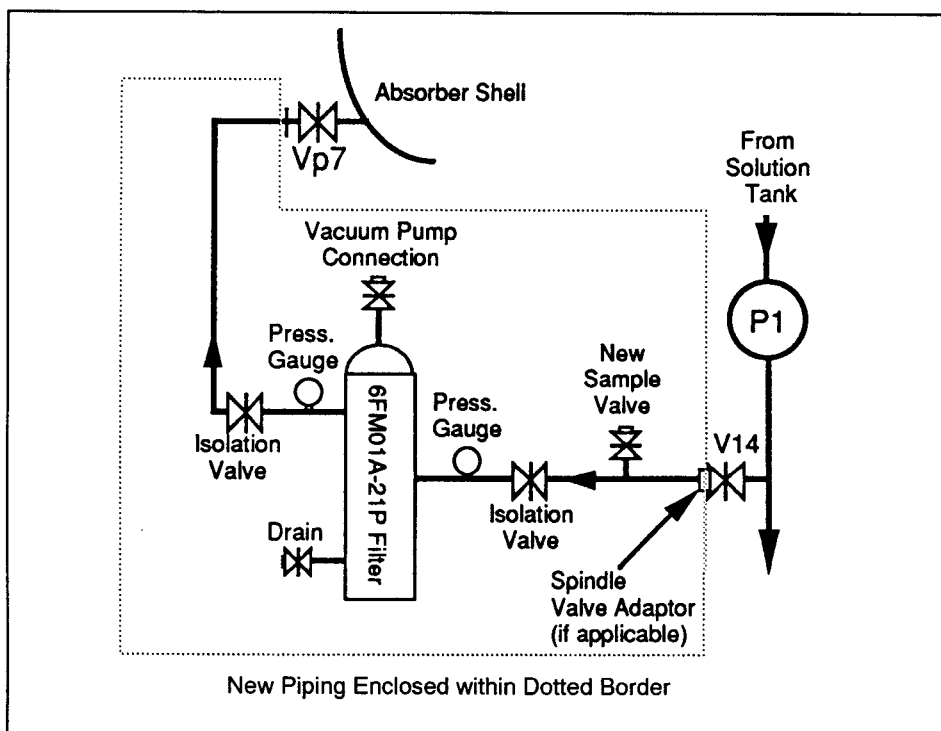 Absorber Shell
Vp7
From
Solution
Tank
Vacuum Pump
Connection
P1
Press.
Gauge
New
Sample
Valve
Press.
Gauge
6FM01A-21P Filter
V14
Isolation
Valve
Isolation
Valve
Drain
Spindle
Valve Adaptor
(if applicable)
New Piping Enclosed within Dotted Border